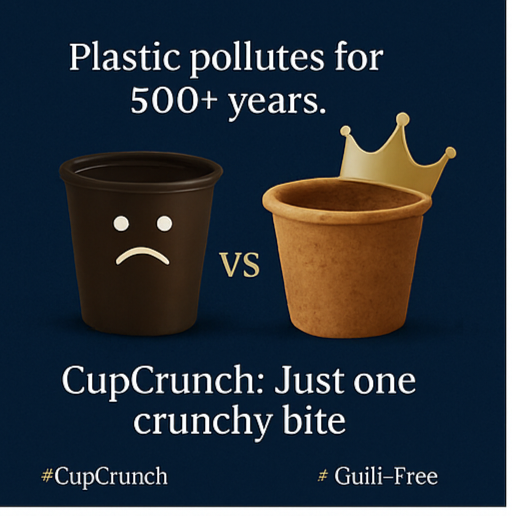 Plastic pollutes for
500+ years.
VS
CupCrunch: Just one
crunchy bite
#CupCrunch
# Guili–Free